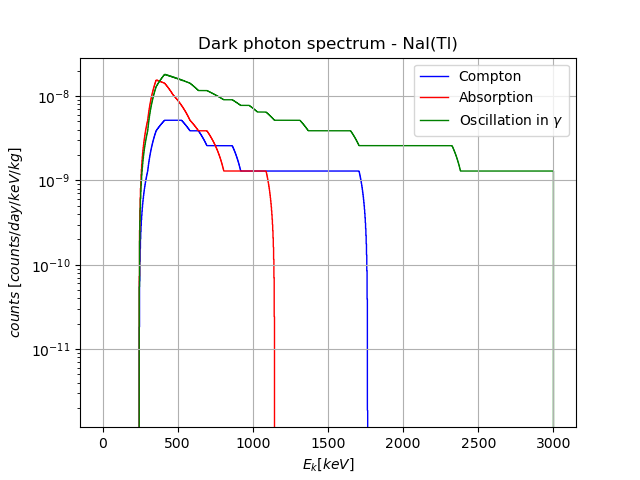 Dark photon spectrum - NaI(Tl)
Compton
Absorption
Oscillation in γ
counts [counts/day/keV/kg]
10⁻⁸
10⁻⁹
10⁻¹⁰
10⁻¹¹
0 500 1000 1500 2000 2500 3000
E_k[keV]